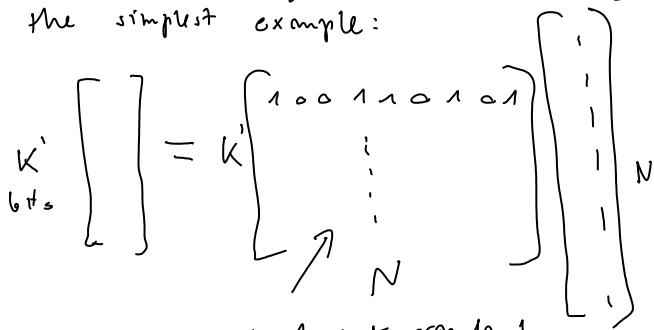 the simplest example:
K' bits = K' 1 0 0 1 1 0 1 0 1 N
N